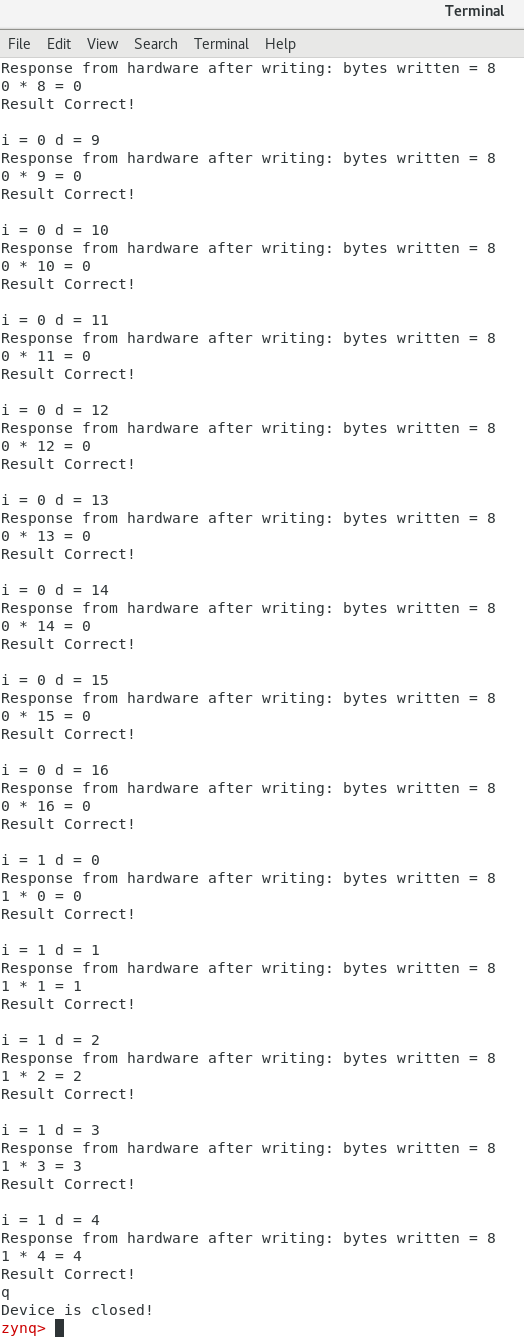 Terminal
File Edit View Search Terminal Help
Response from hardware after writing: bytes written = 8
0 * 8 = 0
Result Correct!
i = 0 d = 9
Response from hardware after writing: bytes written = 8
0 * 9 = 0
Result Correct!
i = 0 d = 10
Response from hardware after writing: bytes written = 8
0 * 10 = 0
Result Correct!
i = 0 d = 11
Response from hardware after writing: bytes written = 8
0 * 11 = 0
Result Correct!
i = 0 d = 12
Response from hardware after writing: bytes written = 8
0 * 12 = 0
Result Correct!
i = 0 d = 13
Response from hardware after writing: bytes written = 8
0 * 13 = 0
Result Correct!
i = 0 d = 14
Response from hardware after writing: bytes written = 8
0 * 14 = 0
Result Correct!
i = 0 d = 15
Response from hardware after writing: bytes written = 8
0 * 15 = 0
Result Correct!
i = 0 d = 16
Response from hardware after writing: bytes written = 8
0 * 16 = 0
Result Correct!
i = 1 d = 0
Response from hardware after writing: bytes written = 8
1 * 0 = 0
Result Correct!
i = 1 d = 1
Response from hardware after writing: bytes written = 8
1 * 1 = 1
Result Correct!
i = 1 d = 2
Response from hardware after writing: bytes written = 8
1 * 2 = 2
Result Correct!
i = 1 d = 3
Response from hardware after writing: bytes written = 8
1 * 3 = 3
Result Correct!
i = 1 d = 4
Response from hardware after writing: bytes written = 8
1 * 4 = 4
Result Correct!
q
Device is closed!
zynq>